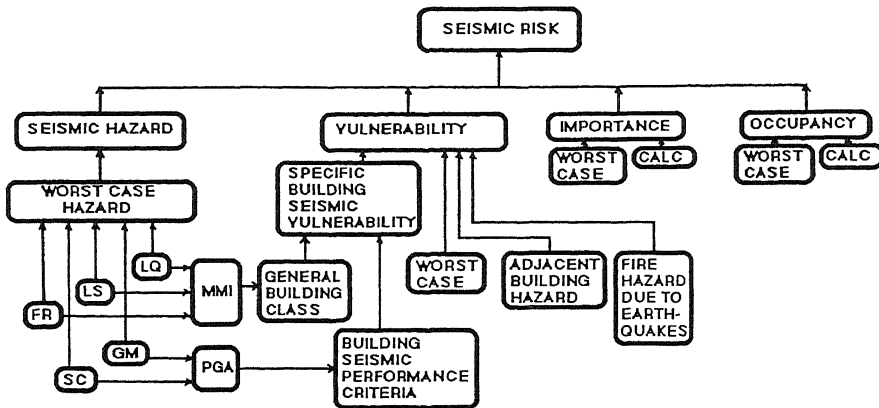 SEISMIC RISK
SEISMIC HAZARD
VULNERABILITY
IMPORTANCE
OCCUPANCY
WORST
CASE
CALC
WORST
CASE
CALC
WORST CASE
HAZARD
SPECIFIC
BUILDING
SEISMIC
VULNERABILITY
LQ
LS
FR
MMI
GENERAL
BUILDING
CLASS
WORST
CASE
ADJACENT
BUILDING
HAZARD
FIRE
HAZARD
DUE TO
EARTH-
QUAKES
GM
SC
PGA
BUILDING
SEISMIC
PERFORMANCE
CRITERIA